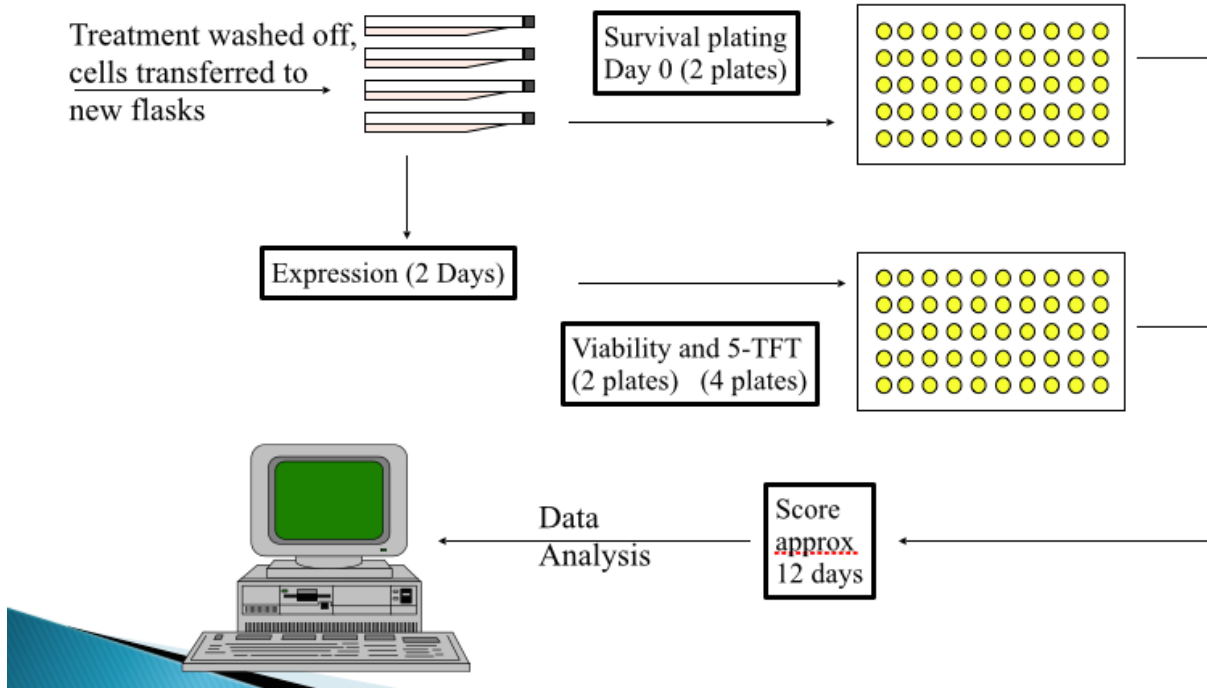 Treatment washed off,
cells transferred to
new flasks
Survival plating
Day 0 (2 plates)
Expression (2 Days)
Viability and 5-TFT
(2 plates) (4 plates)
Score
approx
12 days
Data
Analysis